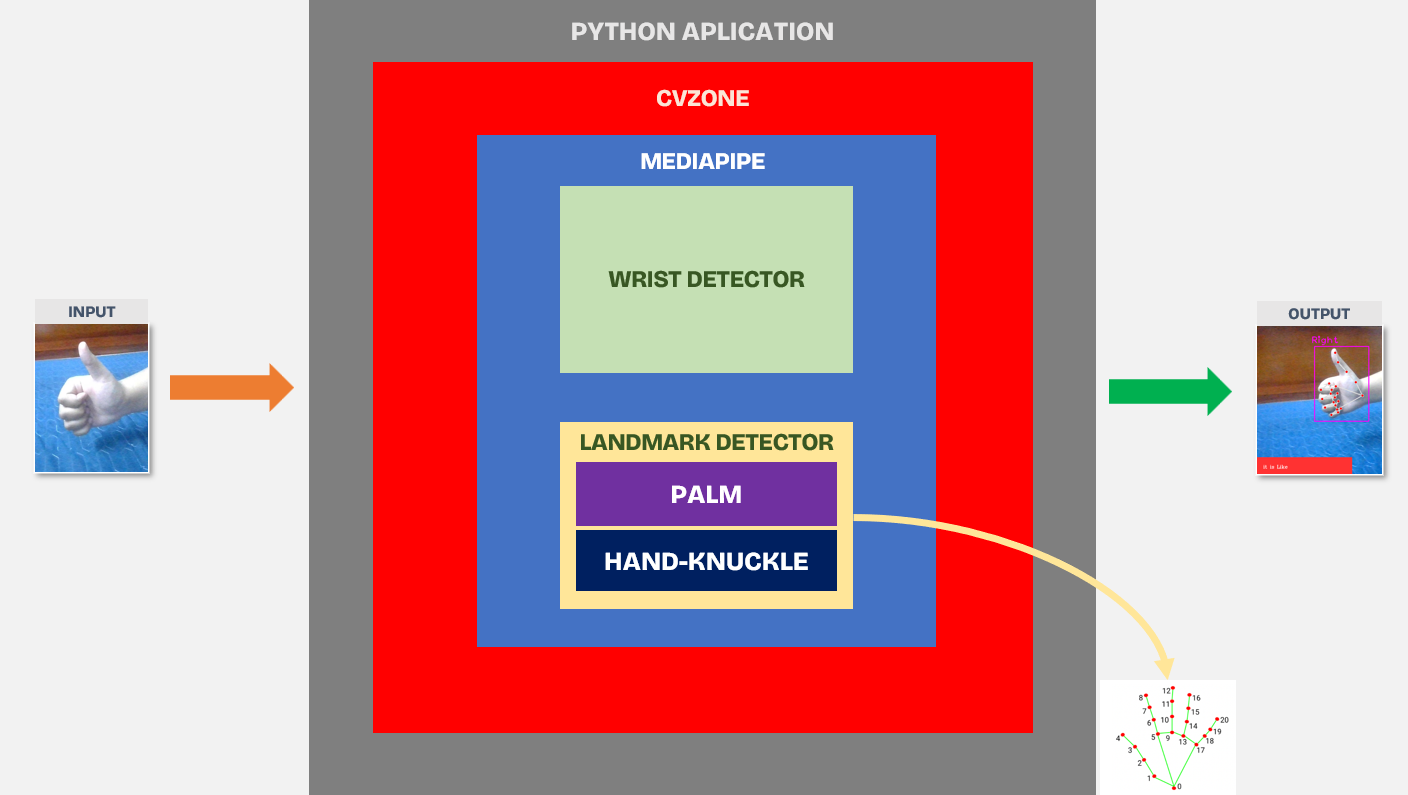 PYTHON APLICATION
CVZONE
MEDIAPIPE
WRIST DETECTOR
INPUT
OUTPUT
Right
It is Like
LANDMARK DETECTOR
PALM
HAND-KNUCKLE
12
8
16
11
7
15
20
6
10
14
19
4
5
9
13
18
3
17
2
1
0